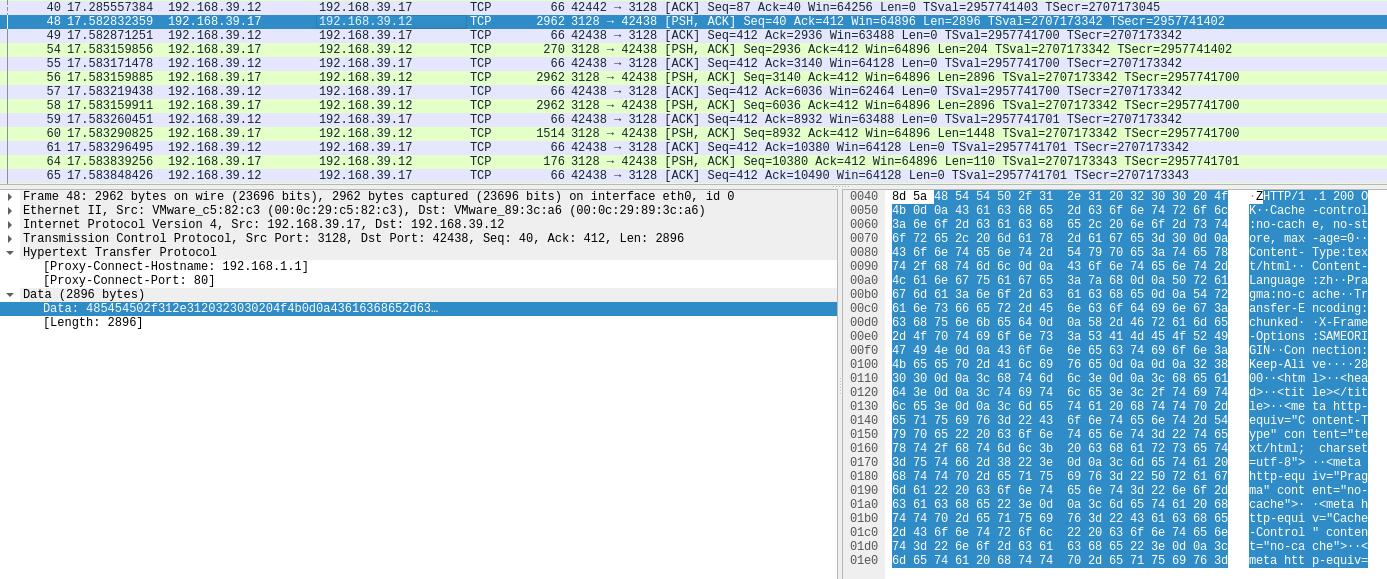 40 17.285557384 192.168.39.12 192.168.39.17 TCP 66 42442 → 3128 [ACK] Seq=87 Ack=40 Win=64256 Len=0 TSval=2957741403 TSecr=2707173045
48 17.582832359 192.168.39.17 192.168.39.12 TCP 2962 3128 → 42438 [PSH, ACK] Seq=40 Ack=412 Win=64896 Len=2896 TSval=2707173342 TSecr=2957741402
49 17.582871251 192.168.39.12 192.168.39.17 TCP 66 42438 → 3128 [ACK] Seq=412 Ack=2936 Win=63488 Len=0 TSval=2957741700 TSecr=2707173342
54 17.583159856 192.168.39.17 192.168.39.12 TCP 270 3128 → 42438 [PSH, ACK] Seq=2936 Ack=412 Win=64896 Len=204 TSval=2707173342 TSecr=2957741402
55 17.583171478 192.168.39.12 192.168.39.17 TCP 66 42438 → 3128 [ACK] Seq=412 Ack=3140 Win=64128 Len=0 TSval=2957741700 TSecr=2707173342
56 17.583159885 192.168.39.17 192.168.39.12 TCP 2962 3128 → 42438 [PSH, ACK] Seq=3140 Ack=412 Win=64896 Len=2896 TSval=2707173342 TSecr=2957741700
57 17.583219438 192.168.39.12 192.168.39.17 TCP 66 42438 → 3128 [ACK] Seq=412 Ack=6036 Win=62464 Len=0 TSval=2957741700 TSecr=2707173342
58 17.583159911 192.168.39.17 192.168.39.12 TCP 2962 3128 → 42438 [PSH, ACK] Seq=6036 Ack=412 Win=64896 Len=2896 TSval=2707173342 TSecr=2957741700
59 17.583260451 192.168.39.12 192.168.39.17 TCP 66 42438 → 3128 [ACK] Seq=412 Ack=8932 Win=63488 Len=0 TSval=2957741701 TSecr=2707173342
60 17.583290825 192.168.39.17 192.168.39.12 TCP 1514 3128 → 42438 [PSH, ACK] Seq=8932 Ack=412 Win=64896 Len=1448 TSval=2707173342 TSecr=2957741700
61 17.583296495 192.168.39.12 192.168.39.17 TCP 66 42438 → 3128 [ACK] Seq=412 Ack=10380 Win=64128 Len=0 TSval=2957741701 TSecr=2707173342
64 17.583839256 192.168.39.17 192.168.39.12 TCP 176 3128 → 42438 [PSH, ACK] Seq=10380 Ack=412 Win=64896 Len=110 TSval=2707173343 TSecr=2957741701
65 17.583848426 192.168.39.12 192.168.39.17 TCP 66 42438 → 3128 [ACK] Seq=412 Ack=10490 Win=64128 Len=0 TSval=2957741701 TSecr=2707173343
Frame 48: 2962 bytes on wire (23696 bits), 2962 bytes captured (23696 bits) on interface eth0, id 0
Ethernet II, Src: VMware_c5:82:c3 (00:0c:29:c5:82:c3), Dst: VMware_89:3c:a6 (00:0c:29:89:3c:a6)
Internet Protocol Version 4, Src: 192.168.39.17, Dst: 192.168.39.12
Transmission Control Protocol, Src Port: 3128, Dst Port: 42438, Seq: 40, Ack: 412, Len: 2896
Hypertext Transfer Protocol
[Proxy-Connect-Hostname: 192.168.1.1]
[Proxy-Connect-Port: 80]
Data (2896 bytes)
Data: 485454502f312e3120323030204f4b0d0a43616368652d63…
[Length: 2896]
0040 8d 5a 48 54 54 50 2f 31 2e 31 20 32 30 30 20 4f ·ZHTTP/1 .1 200 O
0050 4b 0d 0a 43 61 63 68 65 2d 63 6f 6e 74 72 6f 6c K··Cache -control
0060 3a 6e 6f 2d 63 61 63 68 65 2c 20 6e 6f 2d 73 74 :no-cach e, no-st
0070 6f 72 65 2c 20 6d 61 78 2d 61 67 65 3d 30 0d 0a ore, max -age=0··
0080 43 6f 6e 74 65 6e 74 2d 54 79 70 65 3a 74 65 78 Content- Type:tex
0090 74 2f 68 74 6d 6c 0d 0a 43 6f 6e 74 65 6e 74 2d t/html·· Content-
00a0 4c 61 6e 67 75 61 67 65 3a 7a 68 0d 0a 50 72 61 Language :zh··Pra
00b0 67 6d 61 3a 6e 6f 2d 63 61 63 68 65 0d 0a 54 72 gma:no-c ache··Tr
00c0 61 6e 73 66 65 72 2d 45 6e 63 6f 64 69 6e 67 3a ansfer-E ncoding:
00d0 63 68 75 6e 6b 65 64 0d 0a 58 2d 46 72 61 6d 65 chunked· ·X-Frame
00e0 2d 4f 70 74 69 6f 6e 73 3a 53 41 4d 45 4f 52 49 -Options :SAMEORI
00f0 47 49 4e 0d 0a 43 6f 6e 6e 65 63 74 69 6f 6e 3a GIN··Con nection:
0100 4b 65 65 70 2d 41 6c 69 76 65 0d 0a 0d 0a 32 38 Keep-Ali ve····28
0110 30 30 0d 0a 3c 68 74 6d 6c 3e 0d 0a 3c 68 65 61 00··<htm l>··<hea
0120 64 3e 0d 0a 3c 74 69 74 6c 65 3e 3c 2f 74 69 74 d>··<tit le></tit
0130 6c 65 3e 0d 0a 3c 6d 65 74 61 20 68 74 74 70 2d le>··<me ta http-
0140 65 71 75 69 76 3d 22 43 6f 6e 74 65 6e 74 2d 54 equiv="C ontent-T
0150 79 70 65 22 20 63 6f 6e 74 65 6e 74 3d 22 74 65 ype" con tent="te
0160 78 74 2f 68 74 6d 6c 3b 20 63 68 61 72 73 65 74 xt/html;  charset
0170 3d 75 74 66 2d 38 22 3e 0d 0a 3c 6d 65 74 61 20 =utf-8"> ··<meta
0180 68 74 74 70 2d 65 71 75 69 76 3d 22 50 72 61 67 http-equ iv="Prag
0190 6d 61 22 20 63 6f 6e 74 65 6e 74 3d 22 6e 6f 2d ma" cont ent="no-
01a0 63 61 63 68 65 22 3e 0d 0a 3c 6d 65 74 61 20 68 cache">· ·<meta h
01b0 74 74 70 2d 65 71 75 69 76 3d 22 43 61 63 68 65 ttp-equi v="Cache
01c0 2d 43 6f 6e 74 72 6f 6c 22 20 63 6f 6e 74 65 6e -Control " conten
01d0 74 3d 22 6e 6f 2d 63 61 63 68 65 22 3e 0d 0a 3c t="no-ca che">··<
01e0 6d 65 74 61 20 68 74 74 70 2d 65 71 75 69 76 3d meta htt p-equiv=